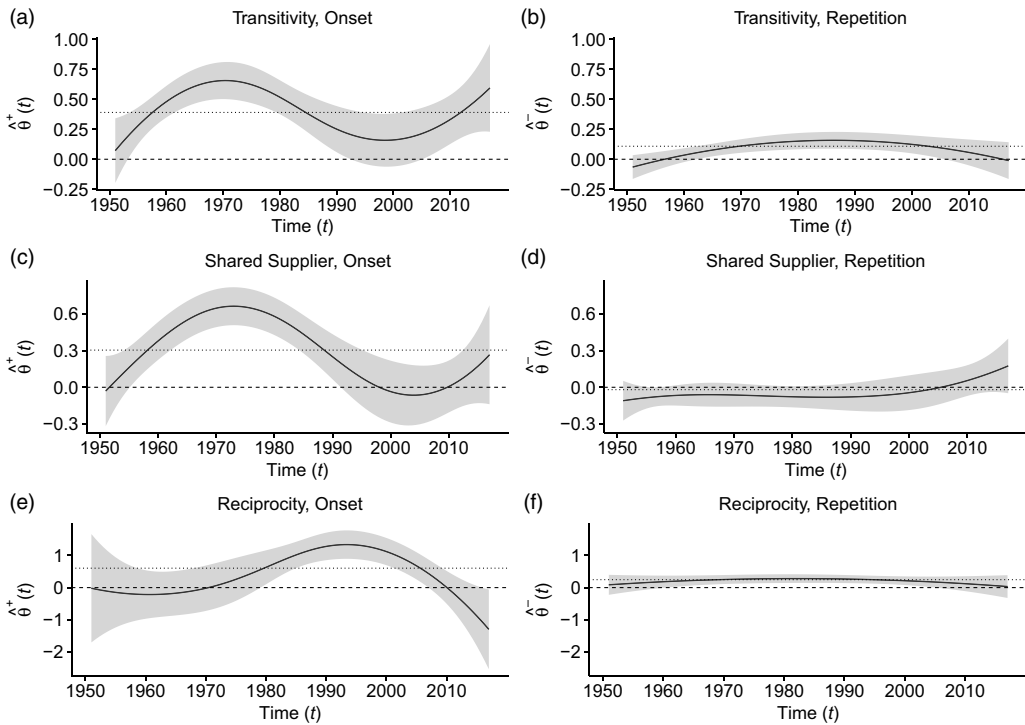 (a) Transitivity, Onset
1.00
0.75
0.50
0.25
0.00
−0.25
θ̂⁺(t)
1950 1960 1970 1980 1990 2000 2010
Time (t)
(b) Transitivity, Repetition
1.00
0.75
0.50
0.25
0.00
−0.25
θ̂⁻(t)
1950 1960 1970 1980 1990 2000 2010
Time (t)
(c) Shared Supplier, Onset
0.6
0.3
0.0
−0.3
θ̂⁺(t)
1950 1960 1970 1980 1990 2000 2010
Time (t)
(d) Shared Supplier, Repetition
0.6
0.3
0.0
−0.3
θ̂⁻(t)
1950 1960 1970 1980 1990 2000 2010
Time (t)
(e) Reciprocity, Onset
1
0
−1
−2
θ̂⁺(t)
1950 1960 1970 1980 1990 2000 2010
Time (t)
(f) Reciprocity, Repetition
1
0
−1
−2
θ̂⁻(t)
1950 1960 1970 1980 1990 2000 2010
Time (t)